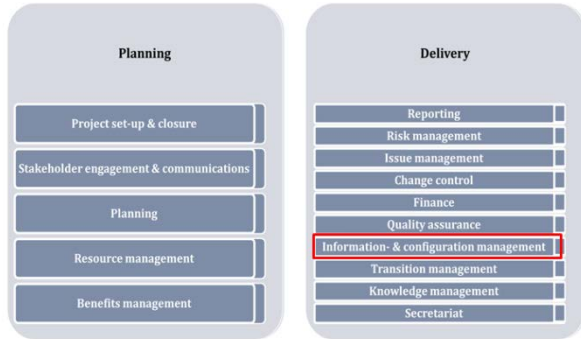 Planning
Project set-up & closure
Stakeholder engagement & communications
Planning
Resource management
Benefits management
Delivery
Reporting
Risk management
Issue management
Change control
Finance
Quality assurance
Information- & configuration management
Transition management
Knowledge management
Secretariat